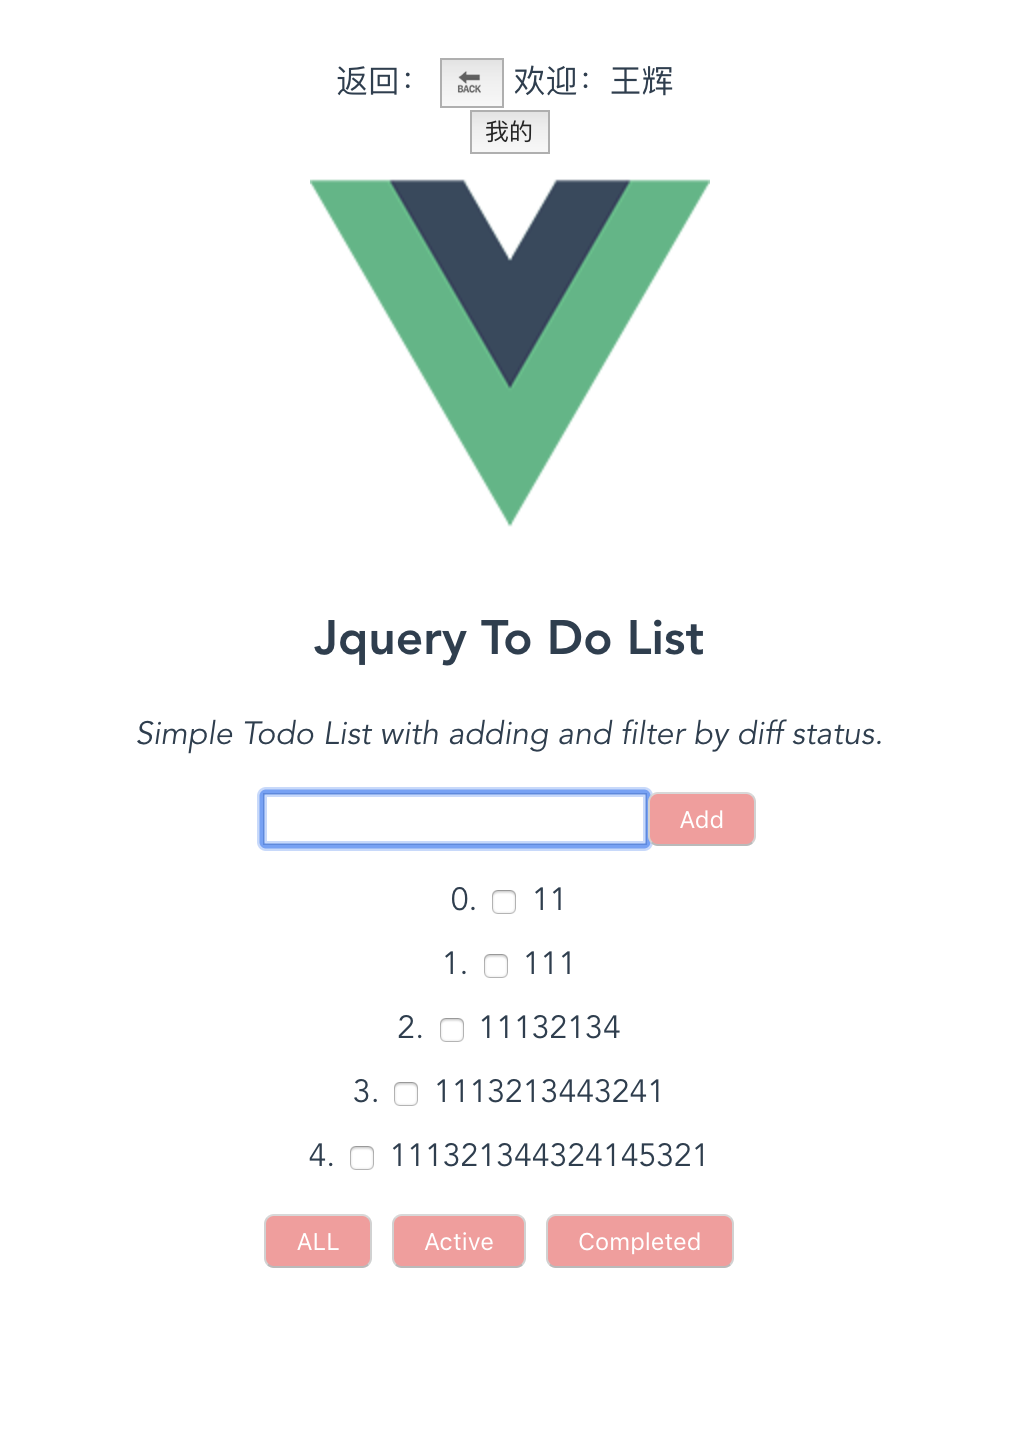 返回： BACK 欢迎：王辉
我的
Jquery To Do List
Simple Todo List with adding and filter by diff status.
Add
0. 11
1. 111
2. 11132134
3. 1113213443241
4. 111321344324145321
ALL Active Completed